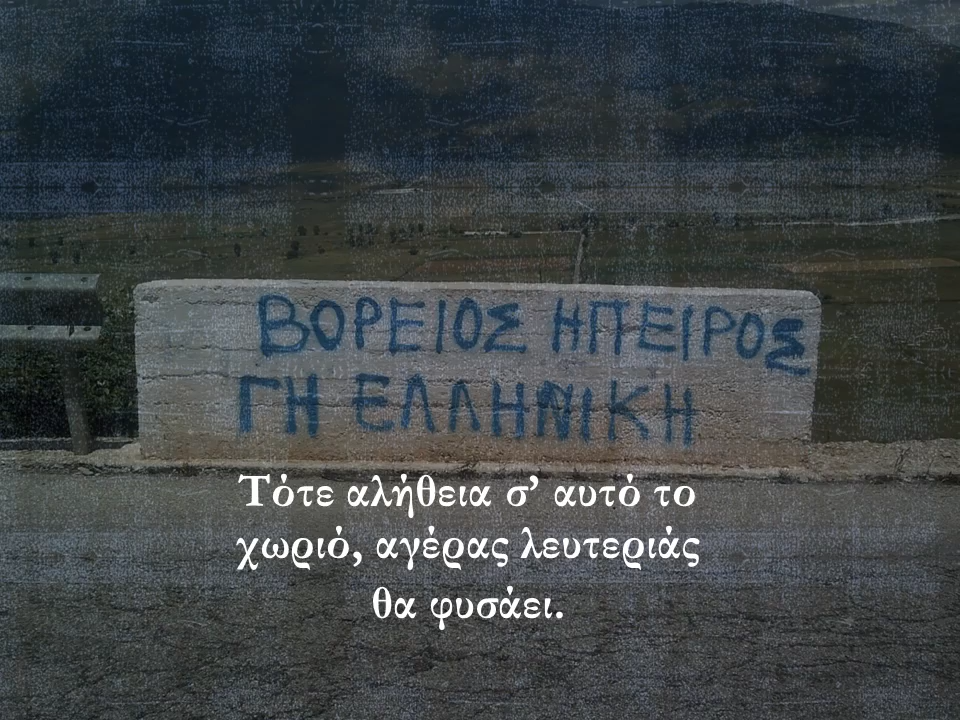 ΒΟΡΕΙΟΣ ΗΠΕΙΡΟΣ
ΓΗ ΕΛΛΗΝΙΚΗ
Τότε αλήθεια σ’ αυτό το
χωριό, αγέρας λευτεριάς
θα φυσάει.